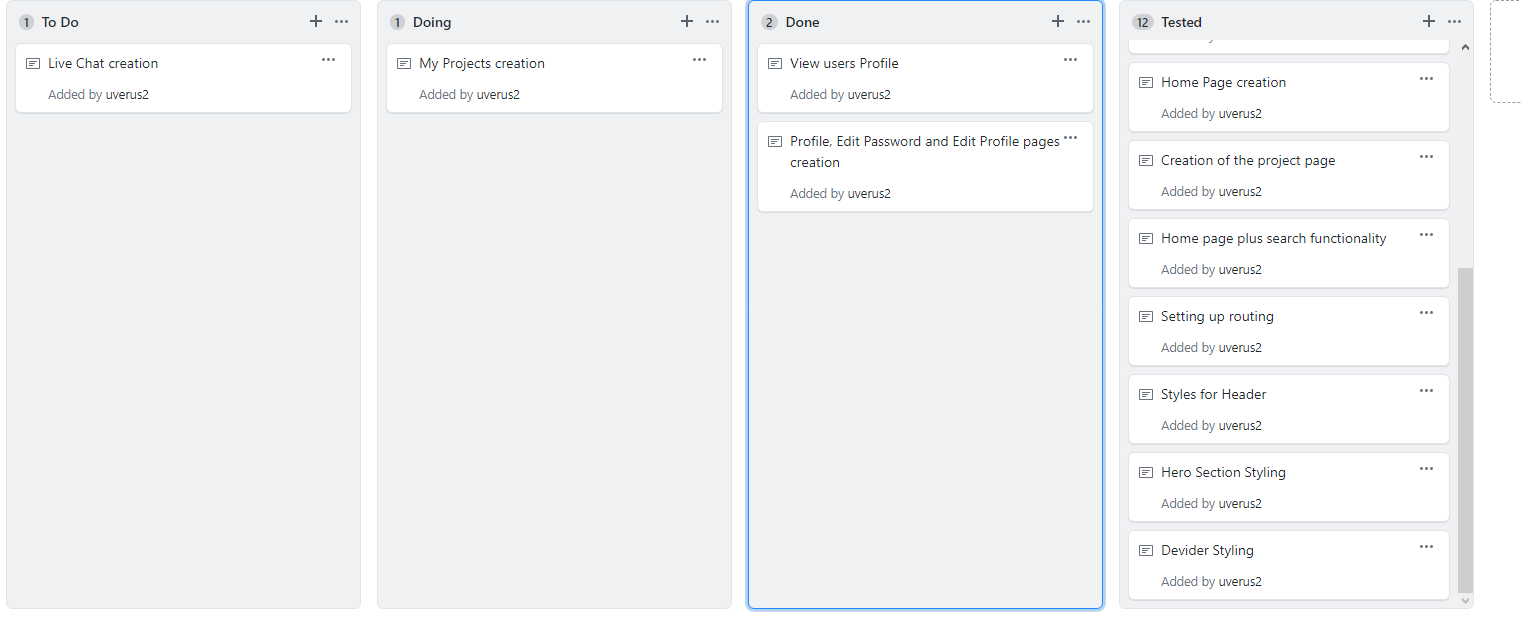 1 To Do
Live Chat creation
Added by uverus2
1 Doing
My Projects creation
Added by uverus2
2 Done
View users Profile
Added by uverus2
Profile, Edit Password and Edit Profile pages
creation
Added by uverus2
12 Tested
Home Page creation
Added by uverus2
Creation of the project page
Added by uverus2
Home page plus search functionality
Added by uverus2
Setting up routing
Added by uverus2
Styles for Header
Added by uverus2
Hero Section Styling
Added by uverus2
Devider Styling
Added by uverus2